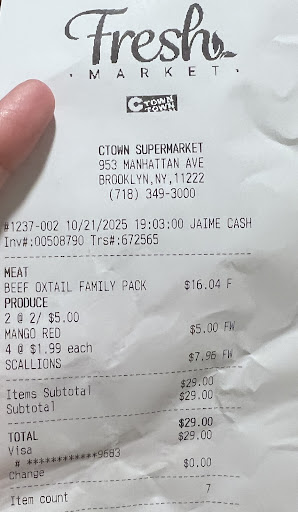 Fresh
MARKET
CTOWN
TOWN
CTOWN SUPERMARKET
953 MANHATTAN AVE
BROOKLYN,NY,11222
(718) 349-3000
#1237-002 10/21/2025 19:03:00 JAIME CASH
Inv#:00508790 Trs#:672565
MEAT
BEEF OXTAIL FAMILY PACK $16.04 F
PRODUCE
2 @ 2/ $5.00
MANGO RED $5.00 FW
4 @ $1.99 each
SCALLIONS $7.96 FW
Items Subtotal $29.00
Subtotal $29.00
TOTAL $29.00
Visa $29.00
# ************9683
Change $0.00
Item count 7